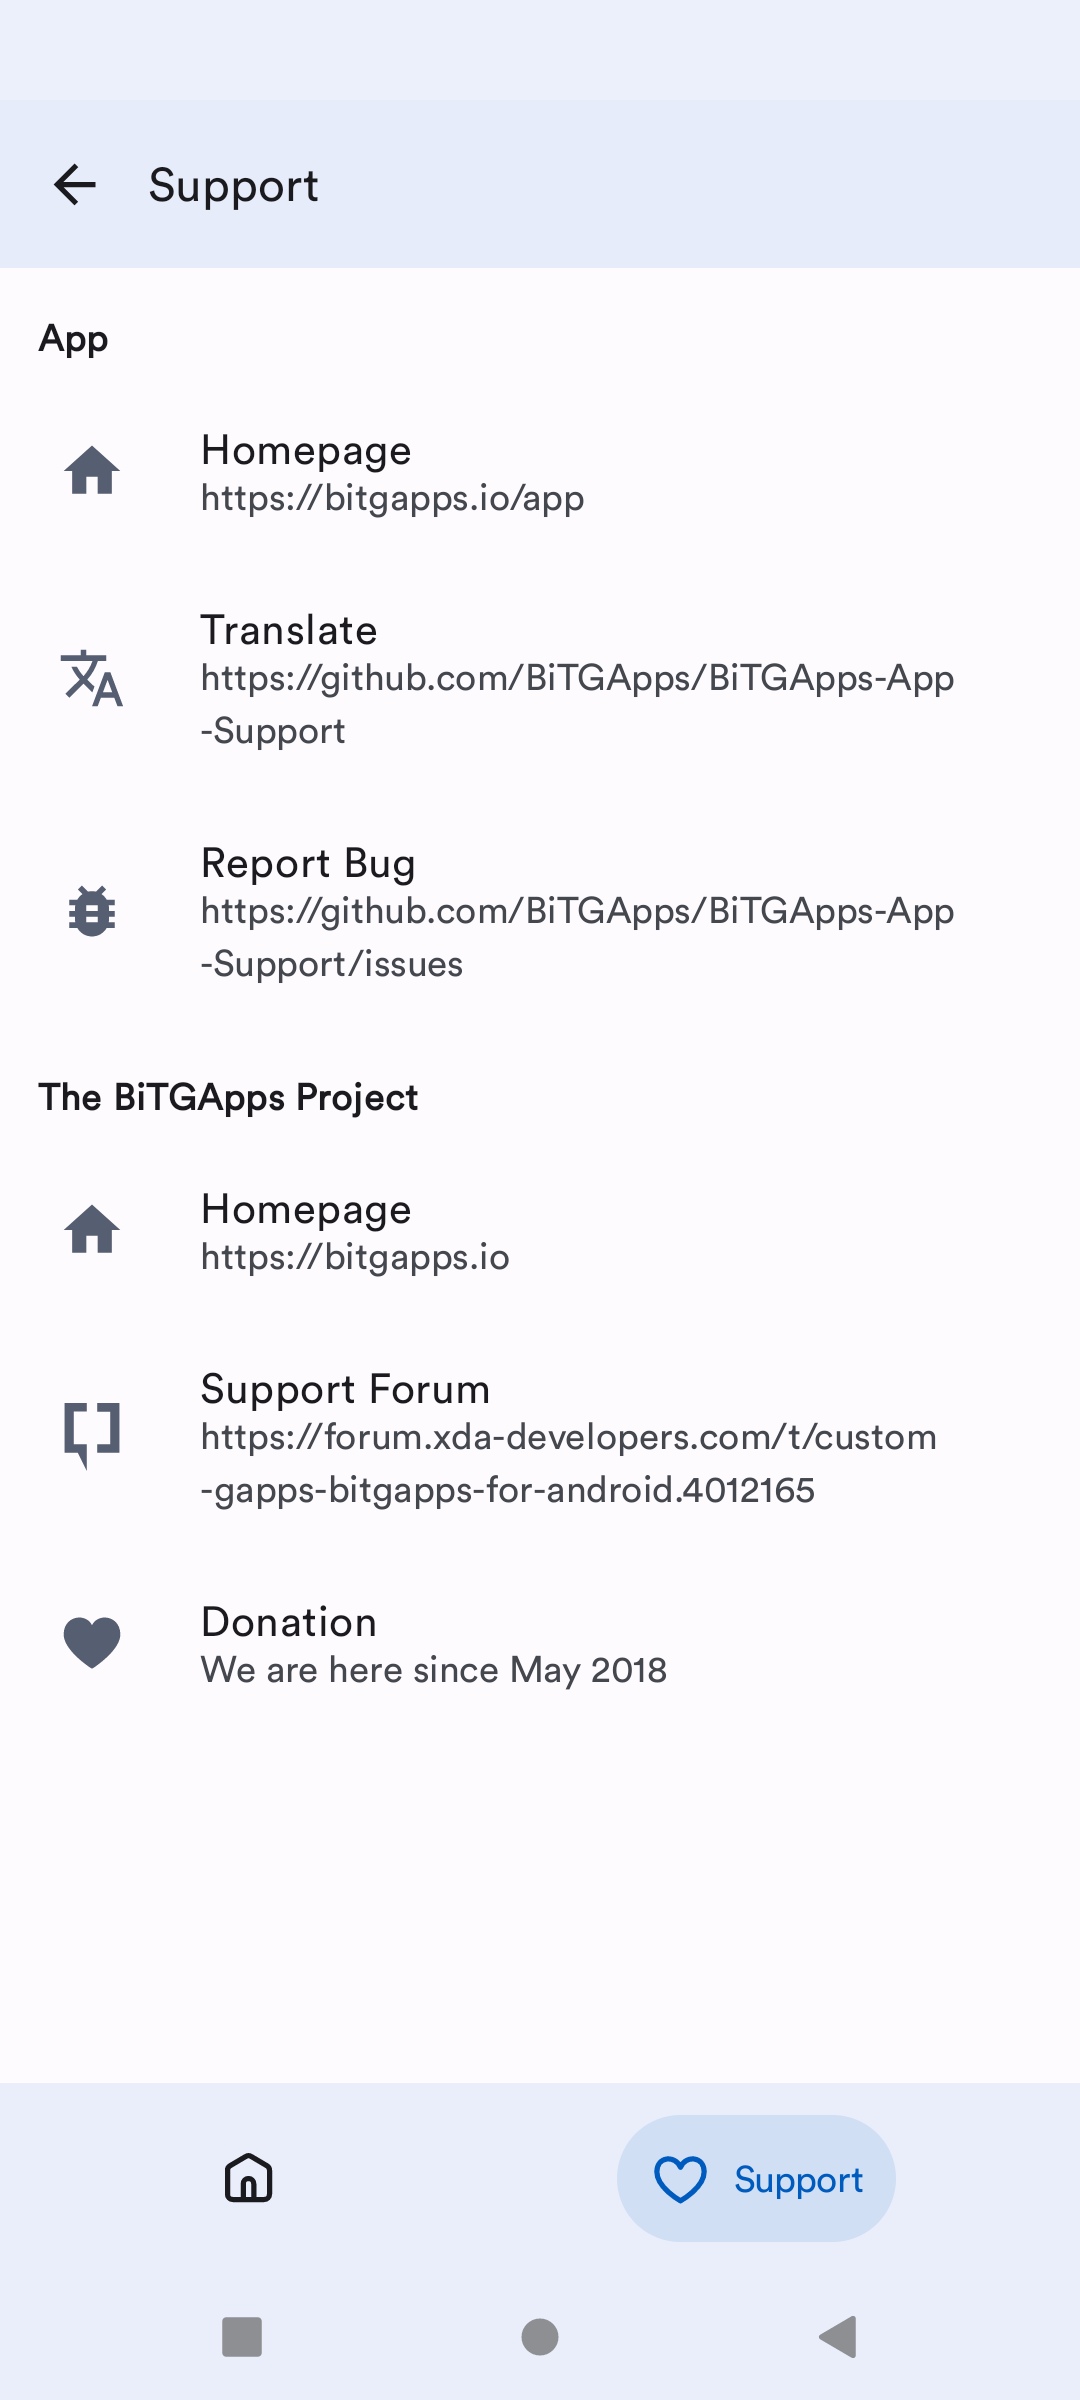 Support
App
Homepage
https://bitgapps.io/app
Translate
https://github.com/BiTGApps/BiTGApps-App
-Support
Report Bug
https://github.com/BiTGApps/BiTGApps-App
-Support/issues
The BiTGApps Project
Homepage
https://bitgapps.io
Support Forum
https://forum.xda-developers.com/t/custom
-gapps-bitgapps-for-android.4012165
Donation
We are here since May 2018
Support